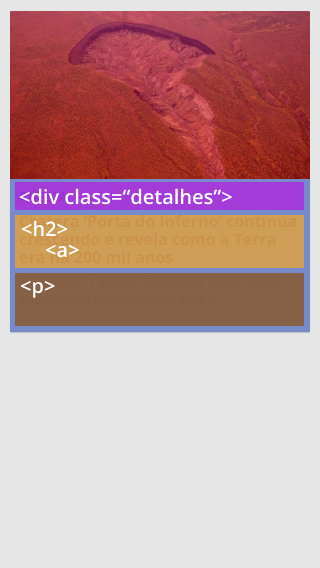 <div class=“detalhes”>
<h2>
<a>
Cratera 'Porta do Inferno' continua
crescendo e revela como a Terra
era há 200 mil anos
<p>